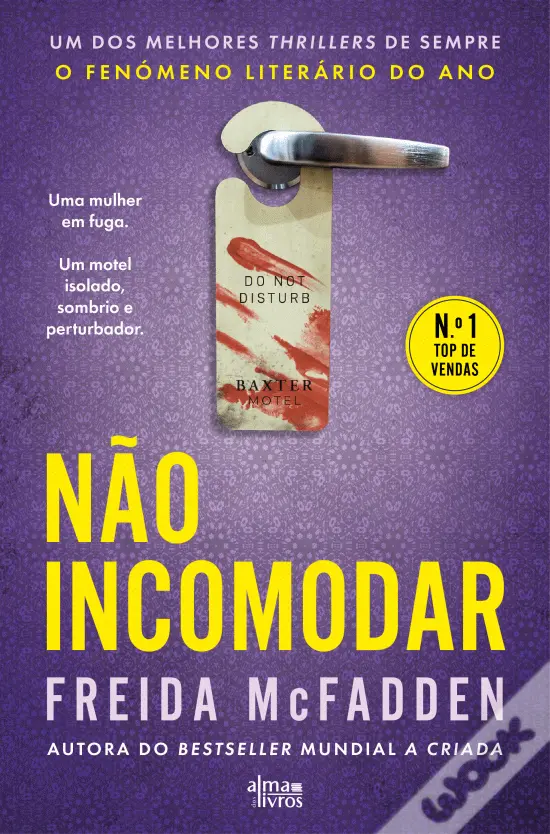 UM DOS MELHORES THRILLERS DE SEMPRE
O FENÓMENO LITERÁRIO DO ANO
Uma mulher
em fuga.
Um motel
isolado,
sombrio e
perturbador.
DO NOT
DISTURB
BAXTER
MOTEL
N.º 1
TOP DE
VENDAS
NÃO
INCOMODAR
FREIDA McFADDEN
AUTORA DO BESTSELLER MUNDIAL A CRIADA
alma
dos livros
wook